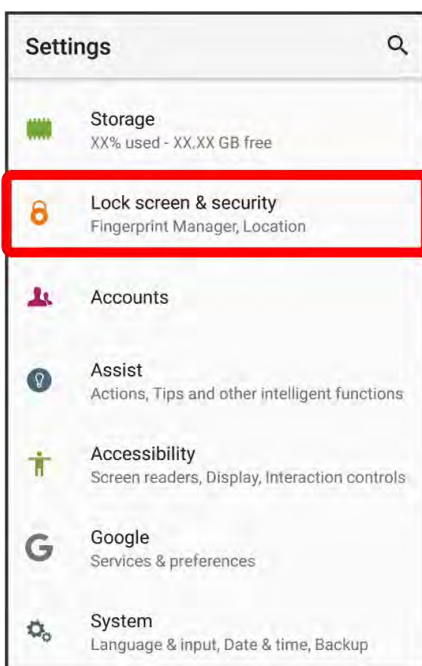 Settings
Storage
XX% used - XX.XX GB free
Lock screen & security
Fingerprint Manager, Location
Accounts
Assist
Actions, Tips and other intelligent functions
Accessibility
Screen readers, Display, Interaction controls
Google
Services & preferences
System
Language & input, Date & time, Backup